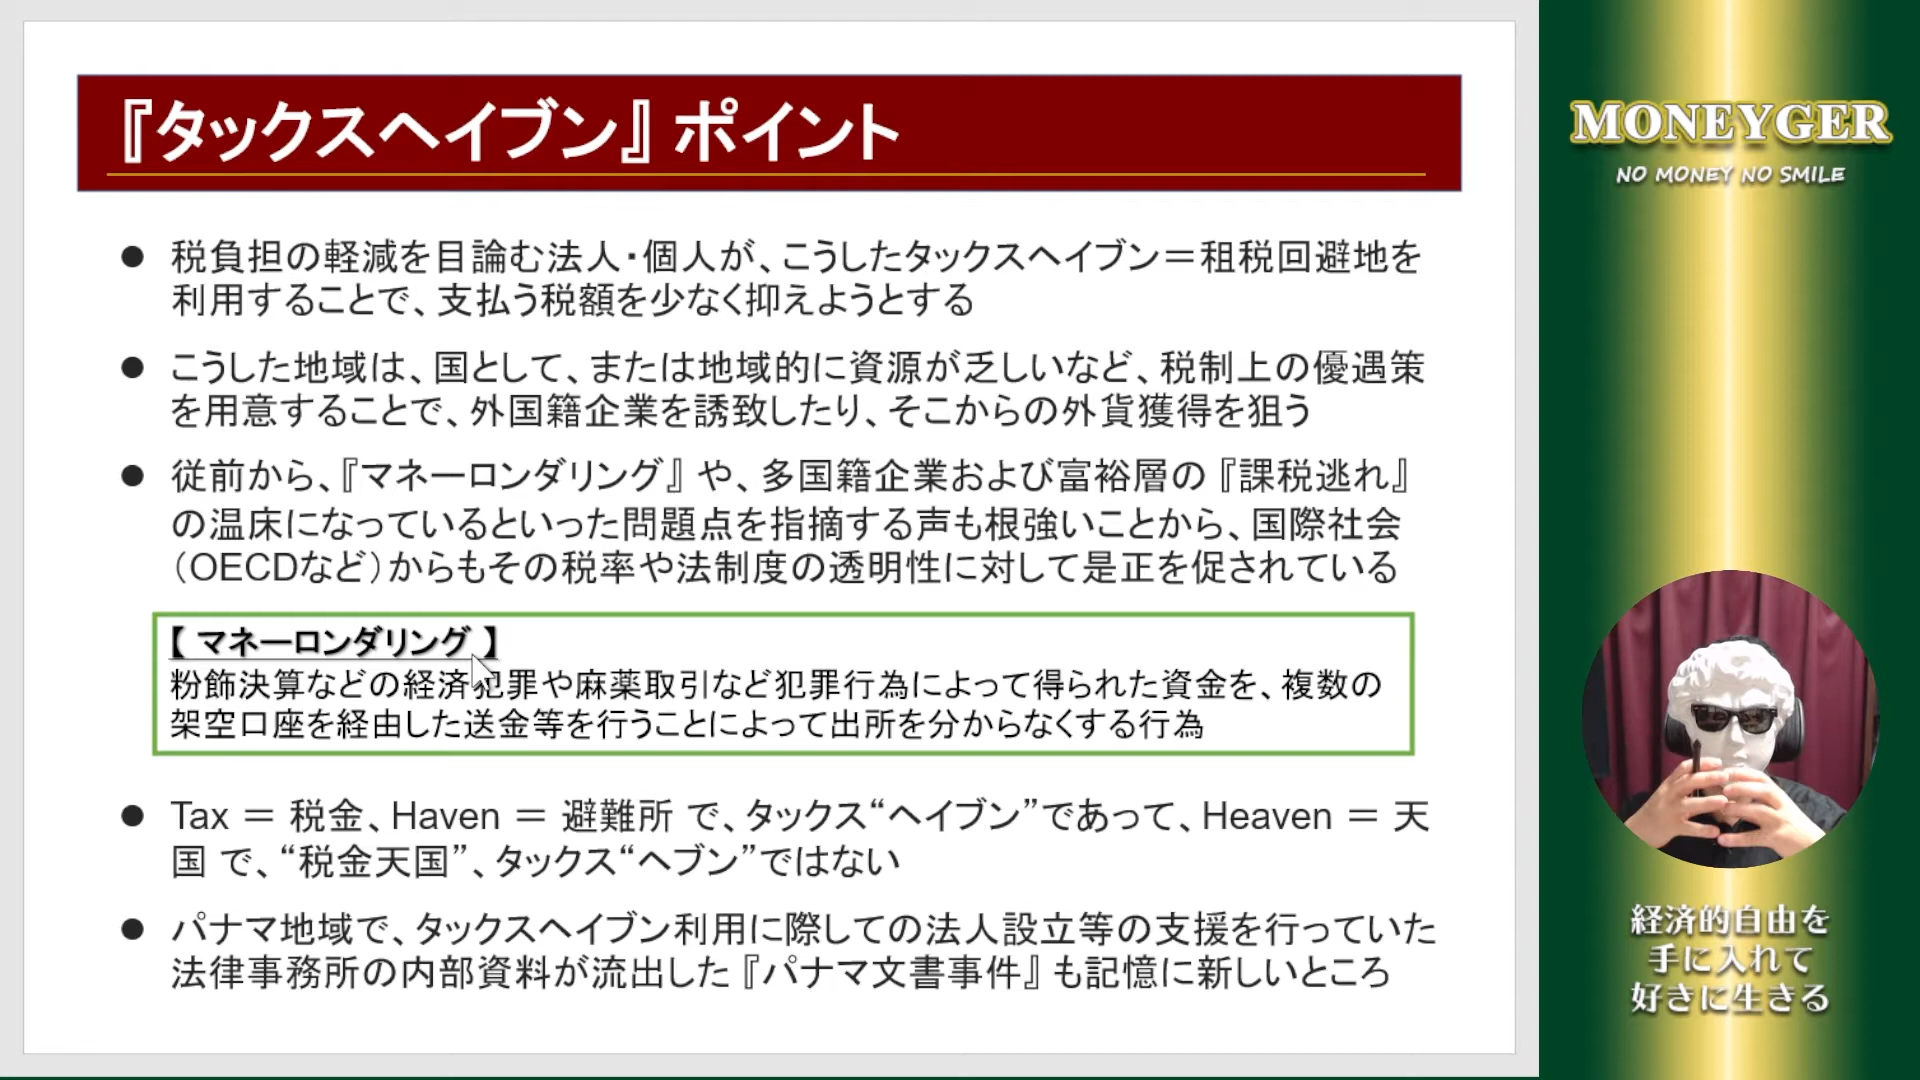 『タックスヘイブン』 ポイント
● 税負担の軽減を目論む法人・個人が、こうしたタックスヘイブン＝租税回避地を
利用することで、支払う税額を少なく抑えようとする
● こうした地域は、国として、または地域的に資源が乏しいなど、税制上の優遇策
を用意することで、外国籍企業を誘致したり、そこからの外貨獲得を狙う
● 従前から、『マネーロンダリング』 や、多国籍企業および富裕層の 『課税逃れ』
の温床になっているといった問題点を指摘する声も根強いことから、国際社会
（OECDなど）からもその税率や法制度の透明性に対して是正を促されている
【 マネーロンダリング 】
粉飾決算などの経済犯罪や麻薬取引など犯罪行為によって得られた資金を、複数の
架空口座を経由した送金等を行うことによって出所を分からなくする行為
● Tax ＝ 税金、Haven ＝ 避難所 で、タックス“ヘイブン”であって、Heaven ＝ 天
国 で、“税金天国”、タックス“ヘブン”ではない
● パナマ地域で、タックスヘイブン利用に際しての法人設立等の支援を行っていた
法律事務所の内部資料が流出した 『パナマ文書事件』 も記憶に新しいところ
MONEYGER
NO MONEY NO SMILE
経済的自由を
手に入れて
好きに生きる